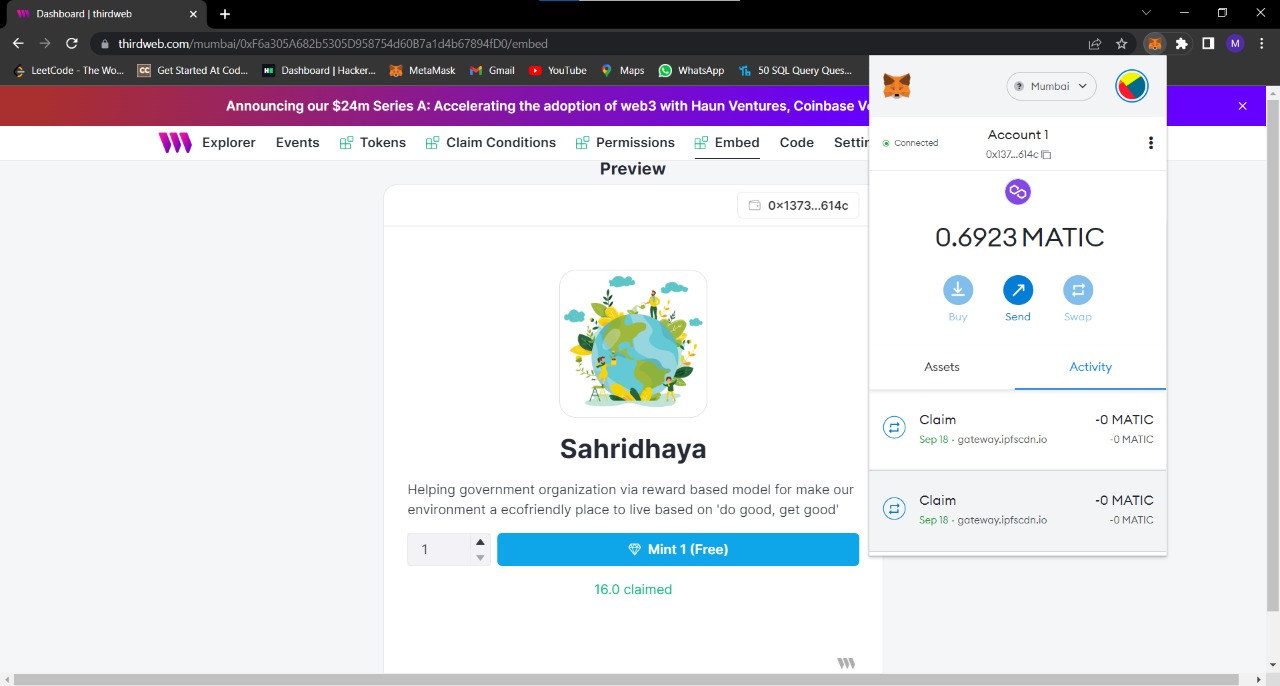 Dashboard | thirdweb
thirdweb.com/mumbai/0xF6a305A682b5305D958754d60B7a1d4b67894fD0/embed
M
LeetCode - The Wo...
CC Get Started At Cod...
Dashboard | Hacker...
MetaMask
Gmail
YouTube
Maps
WhatsApp
50 SQL Query Ques...
Announcing our $24m Series A: Accelerating the adoption of web3 with Haun Ventures, Coinbase Ve
Explorer
Events
Tokens
Claim Conditions
Permissions
Embed
Code
Settin
Preview
0×1373...614c
Sahridhaya
Helping government organization via reward based model for make our
environment a ecofriendly place to live based on 'do good, get good'
1
Mint 1 (Free)
16.0 claimed
? Mumbai
Connected
Account 1
0x137...614c
0.6923 MATIC
Buy
Send
Swap
Assets
Activity
Claim
-0 MATIC
Sep 18 · gateway.ipfscdn.io
-0 MATIC
Claim
-0 MATIC
Sep 18 · gateway.ipfscdn.io
-0 MATIC